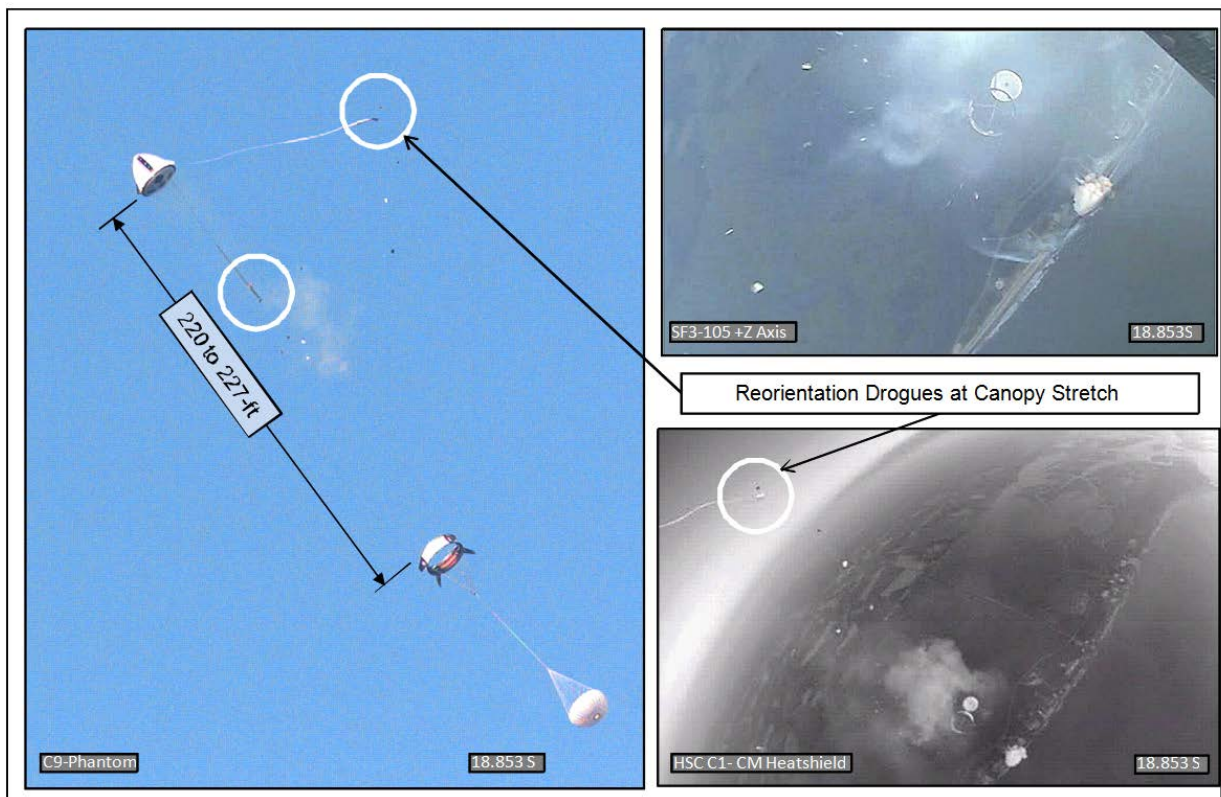 220 to 227-ft
C9-Phantom
18.853 S
SF3-105 +Z Axis
18.853S
Reorientation Drogues at Canopy Stretch
HSC C1- CM Heatshield
18.853 S